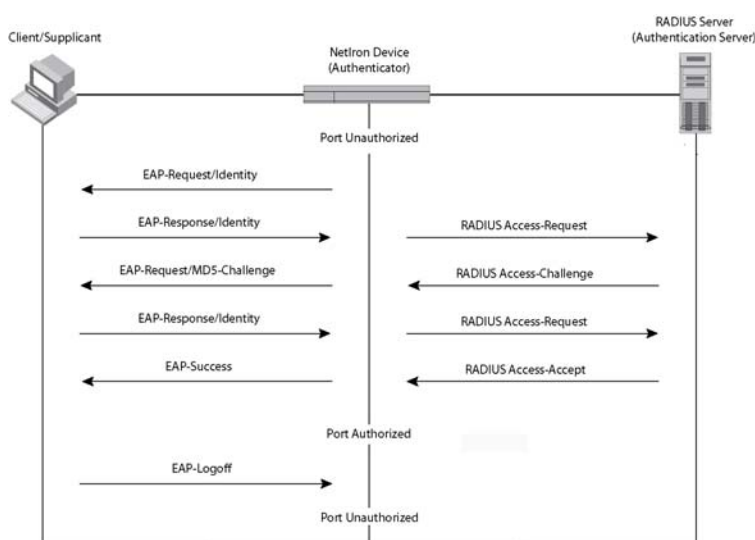 Client/Supplicant
NetIron Device
(Authenticator)
RADIUS Server
(Authentication Server)
Port Unauthorized
EAP-Request/Identity
EAP-Response/Identity
RADIUS Access-Request
EAP-Request/MD5-Challenge
RADIUS Access-Challenge
EAP-Response/Identity
RADIUS Access-Request
EAP-Success
RADIUS Access-Accept
Port Authorized
EAP-Logoff
Port Unauthorized